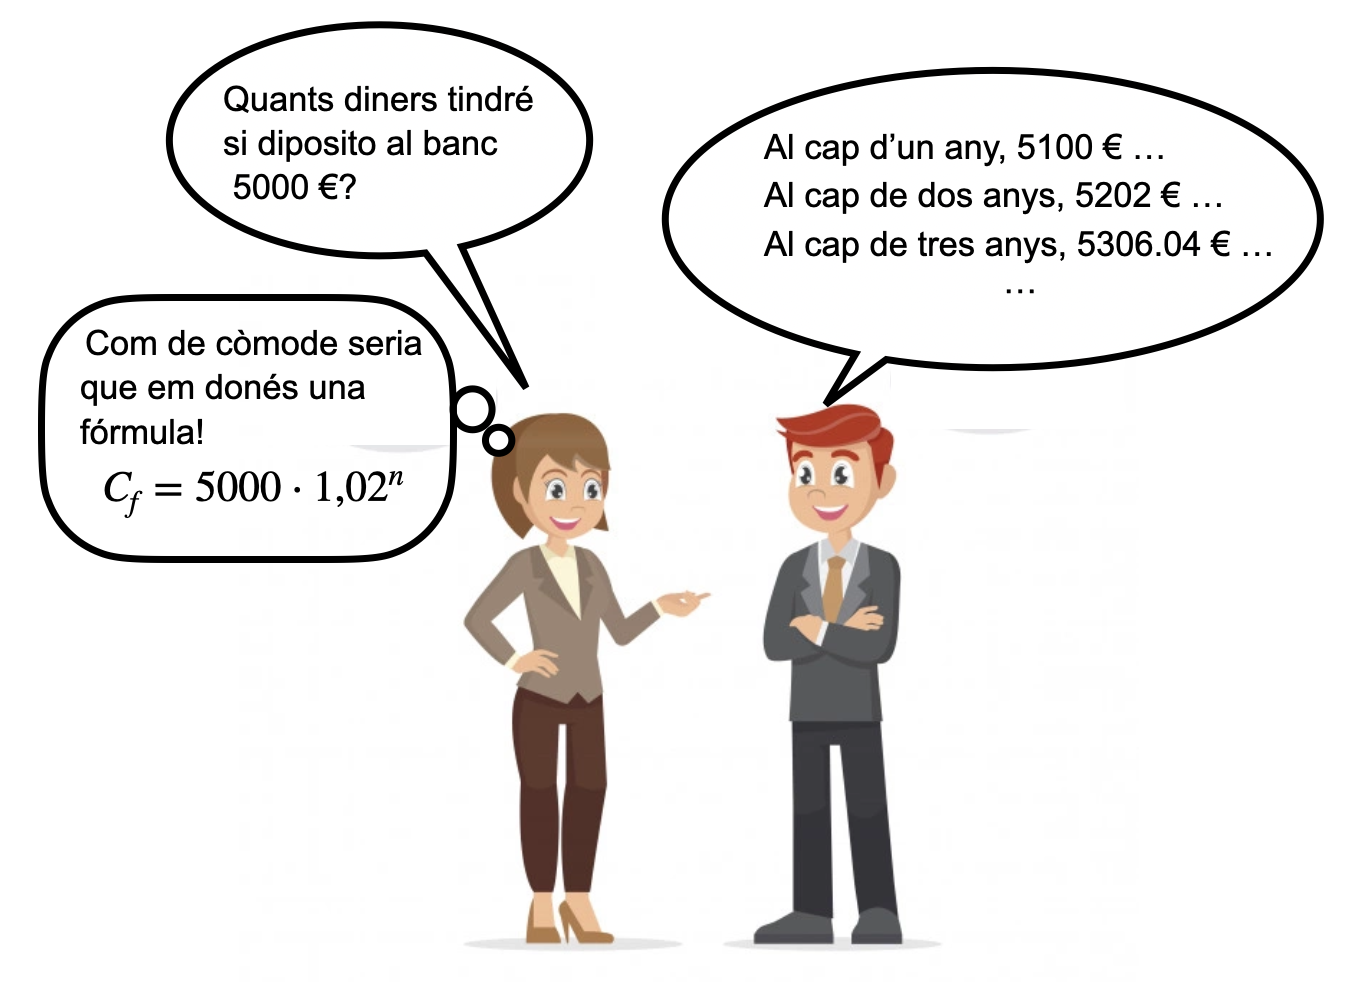 Quants diners tindré
si diposito al banc
5000 €?
Al cap d’un any, 5100 € …
Al cap de dos anys, 5202 € …
Al cap de tres anys, 5306.04 € …
…
Com de còmode seria
que em donés una
fórmula!
C_f = 5000 · 1,02^n